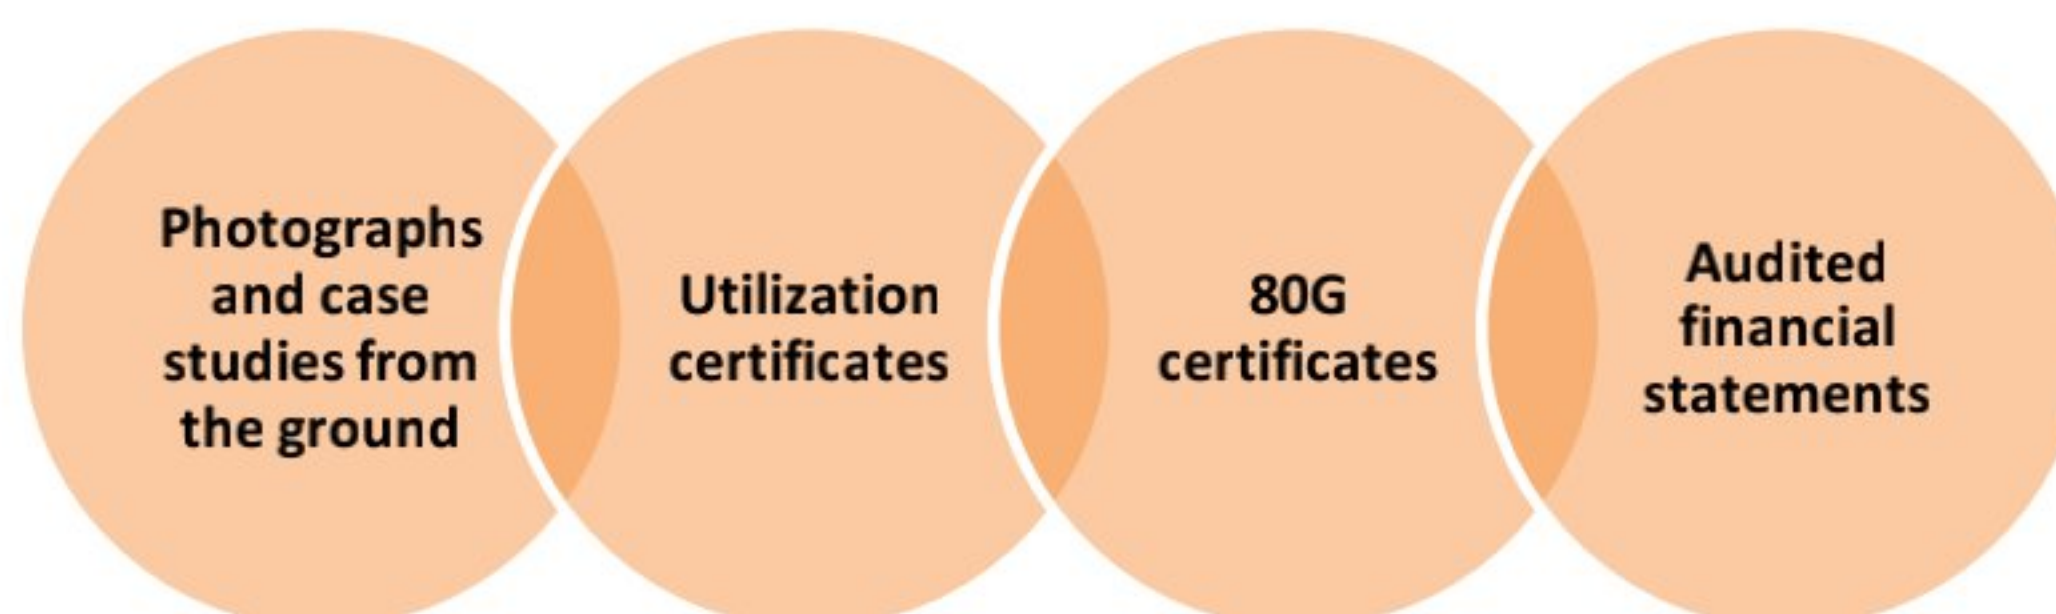 Photographs
and case
studies from
the ground
Utilization
certificates
80G
certificates
Audited
financial
statements